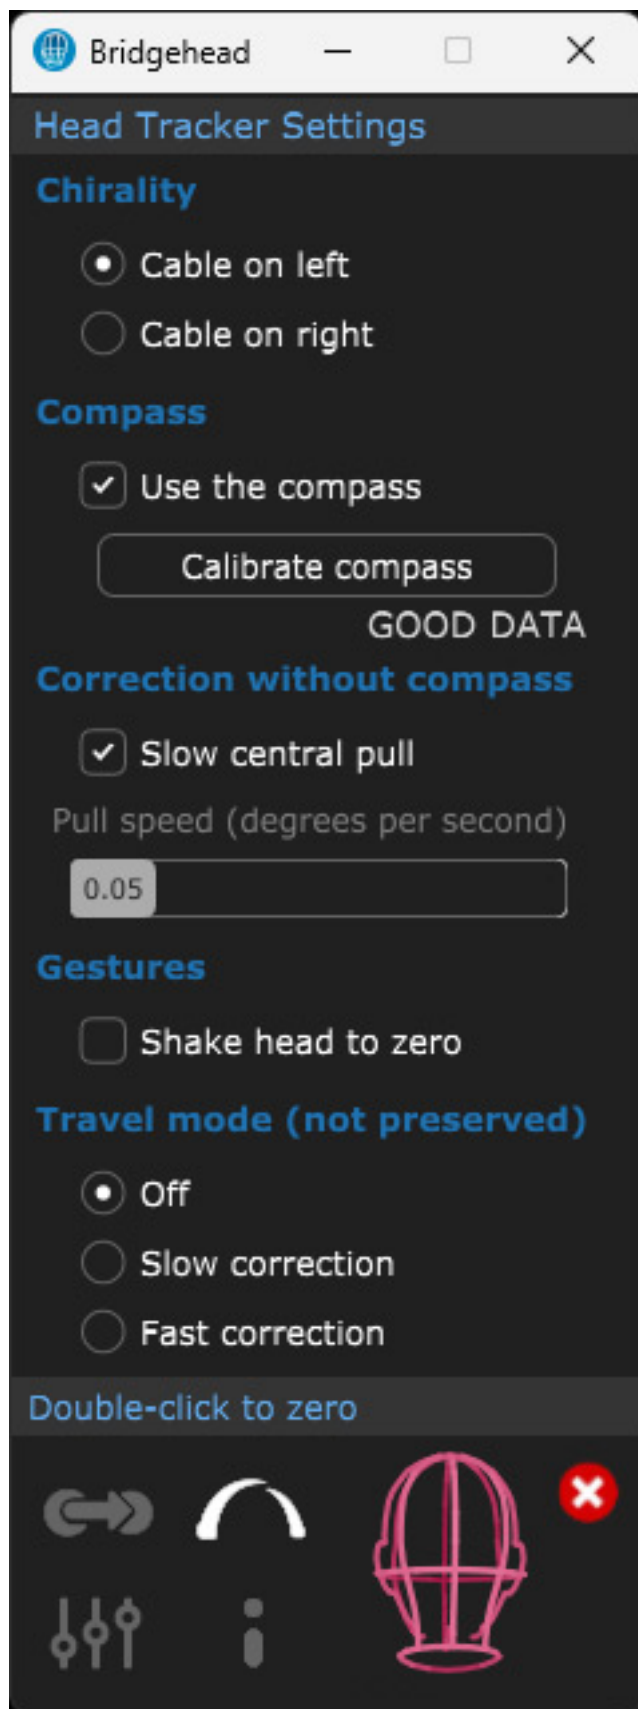 Bridgehead
Head Tracker Settings
Chirality
Cable on left
Cable on right
Compass
Use the compass
Calibrate compass
GOOD DATA
Correction without compass
Slow central pull
Pull speed (degrees per second)
0.05
Gestures
Shake head to zero
Travel mode (not preserved)
Off
Slow correction
Fast correction
Double-click to zero